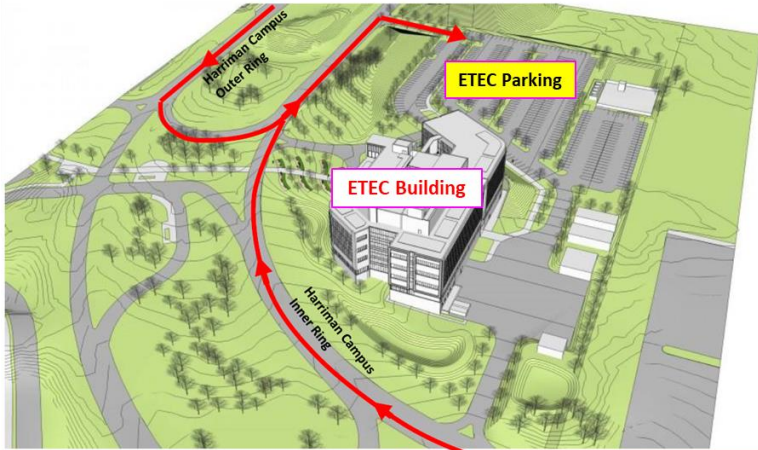 Harriman Campus
Outer Ring
ETEC Parking
ETEC Building
Harriman Campus
Inner Ring